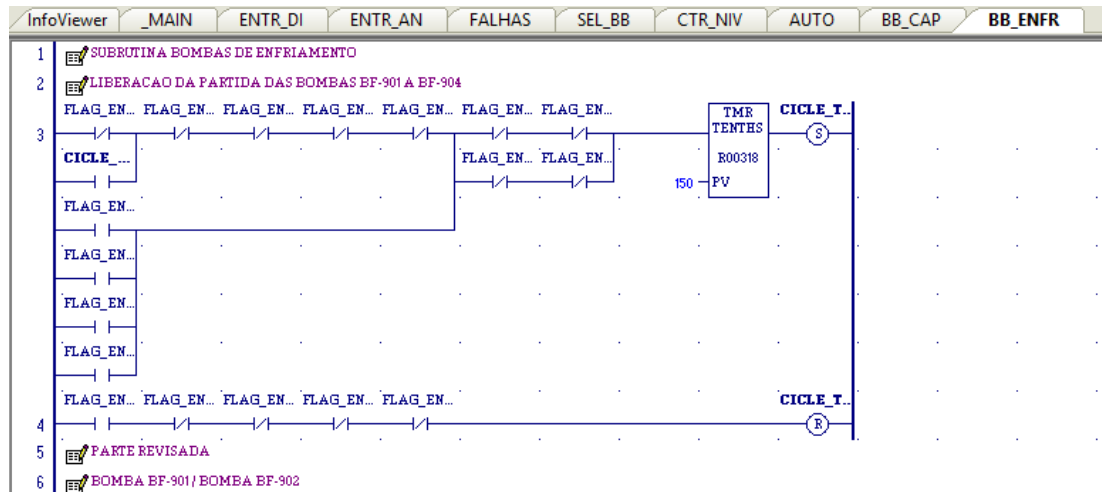 InfoViewer _MAIN ENTR_DI ENTR_AN FALHAS SEL_BB CTR_NIV AUTO BB_CAP BB_ENFR
1 SUBRUTINA BOMBAS DE ENFRIAMENTO
2 LIBERACAO DA PARTIDA DAS BOMBAS BF-901 A BF-904
FLAG_EN... FLAG_EN... FLAG_EN... FLAG_EN... FLAG_EN... FLAG_EN... FLAG_EN... TMR CICLE_T...
3 TENTHS S
CICLE_... FLAG_EN... FLAG_EN... R00318
150 PV
FLAG_EN...
FLAG_EN...
FLAG_EN...
FLAG_EN...
FLAG_EN... FLAG_EN... FLAG_EN... FLAG_EN... FLAG_EN... CICLE_T...
4 R
5 PARTE REVISADA
6 BOMBA BF-901 / BOMBA BF-902